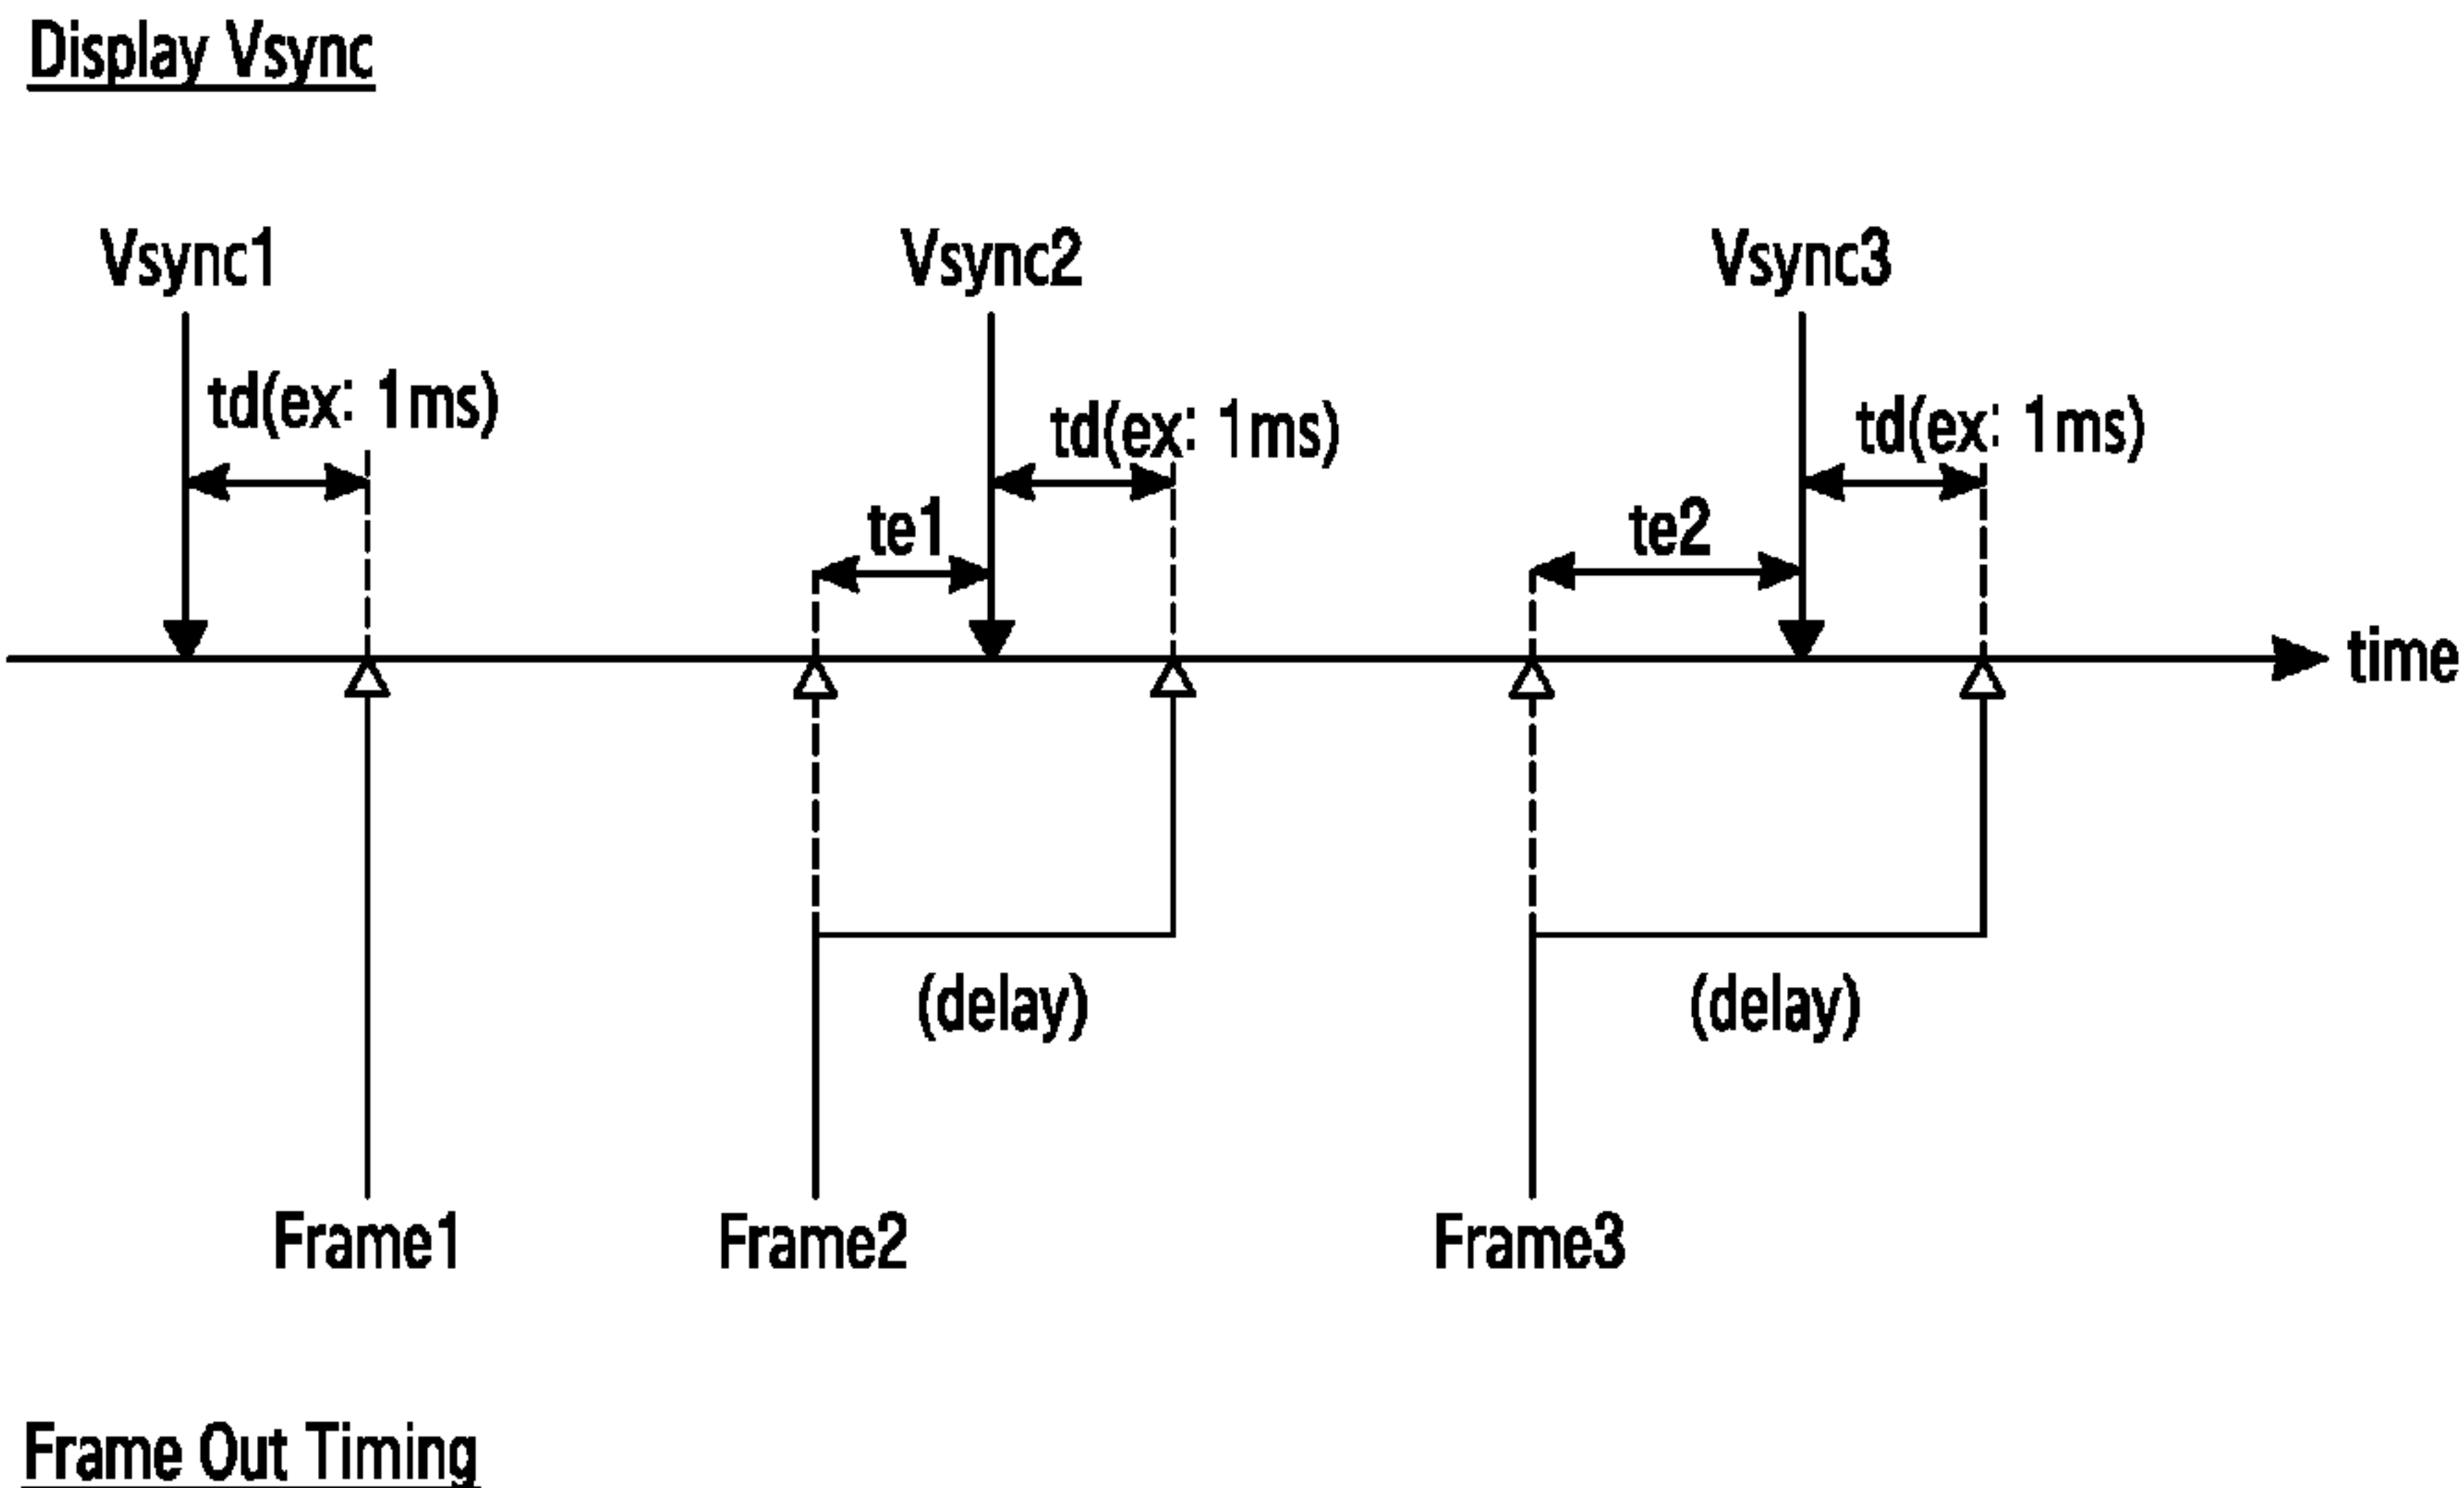 Display Vsync
Vsync1 Vsync2 Vsync3
td(ex: 1ms) td(ex: 1ms) td(ex: 1ms)
te1 te2
time
(delay) (delay)
Frame1 Frame2 Frame3
Frame Out Timing